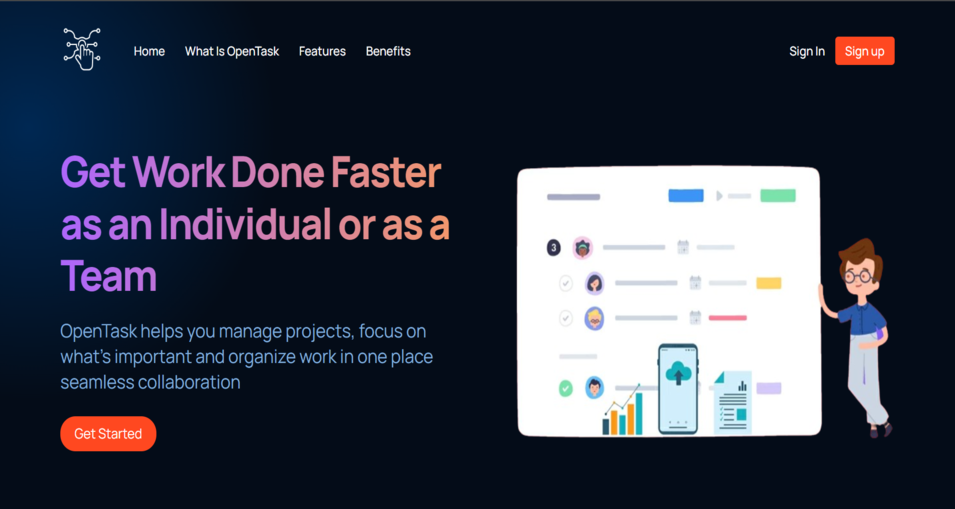 Home What Is OpenTask Features Benefits
Sign In Sign up
Get Work Done Faster
as an Individual or as a
Team
OpenTask helps you manage projects, focus on
what's important and organize work in one place
seamless collaboration
Get Started
3